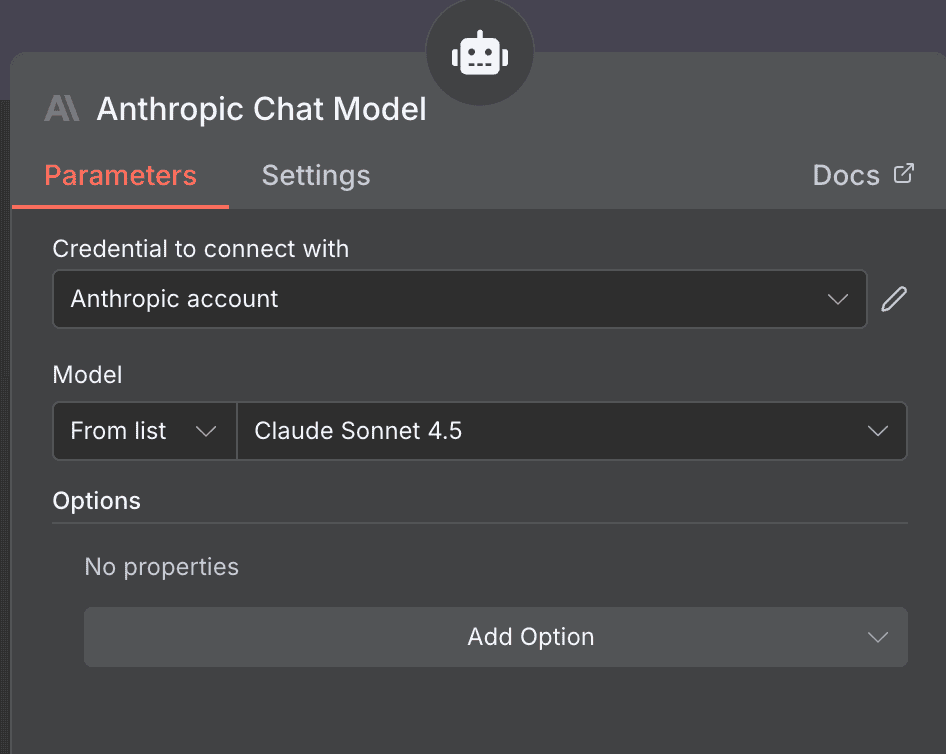 Anthropic Chat Model
Parameters Settings Docs
Credential to connect with
Anthropic account
Model
From list Claude Sonnet 4.5
Options
No properties
Add Option